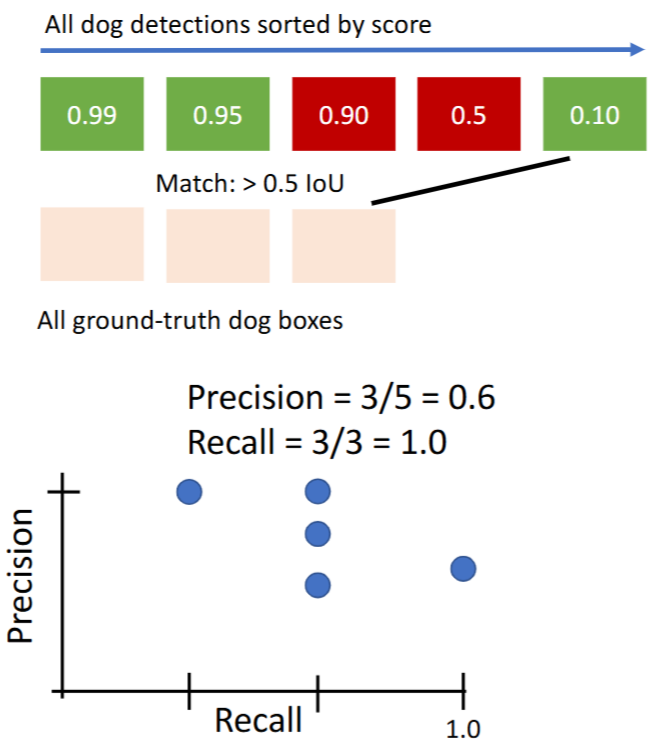 All dog detections sorted by score
0.99 0.95 0.90 0.5 0.10
Match: > 0.5 IoU
All ground-truth dog boxes
Precision = 3/5 = 0.6
Recall = 3/3 = 1.0
Precision
Recall
1.0